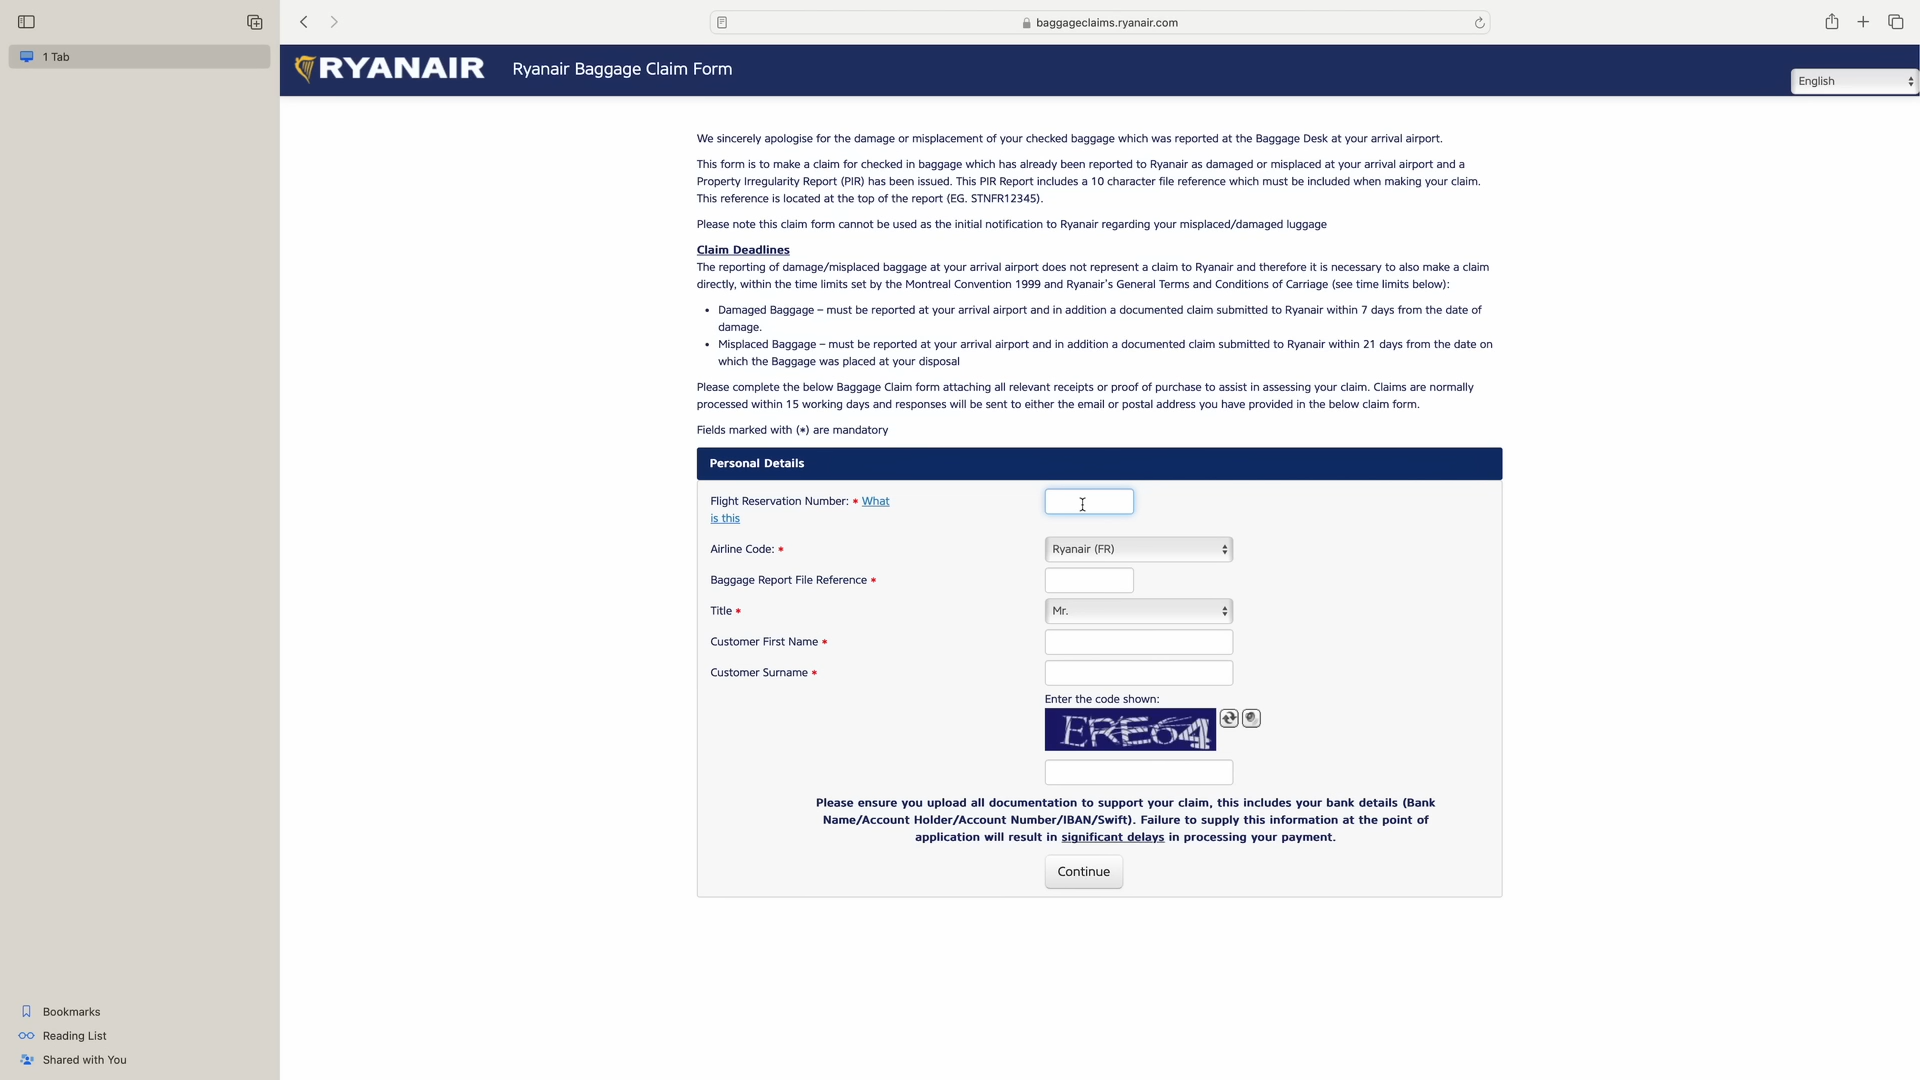 1 Tab
baggageclaims.ryanair.com
RYANAIR
Ryanair Baggage Claim Form
English
We sincerely apologise for the damage or misplacement of your checked baggage which was reported at the Baggage Desk at your arrival airport.
This form is to make a claim for checked in baggage which has already been reported to Ryanair as damaged or misplaced at your arrival airport and a
Property Irregularity Report (PIR) has been issued. This PIR Report includes a 10 character file reference which must be included when making your claim.
This reference is located at the top of the report (EG. STNFR12345).
Please note this claim form cannot be used as the initial notification to Ryanair regarding your misplaced/damaged luggage
Claim Deadlines
The reporting of damage/misplaced baggage at your arrival airport does not represent a claim to Ryanair and therefore it is necessary to also make a claim
directly, within the time limits set by the Montreal Convention 1999 and Ryanair's General Terms and Conditions of Carriage (see time limits below):
• Damaged Baggage – must be reported at your arrival airport and in addition a documented claim submitted to Ryanair within 7 days from the date of
damage.
• Misplaced Baggage – must be reported at your arrival airport and in addition a documented claim submitted to Ryanair within 21 days from the date on
which the Baggage was placed at your disposal
Please complete the below Baggage Claim form attaching all relevant receipts or proof of purchase to assist in assessing your claim. Claims are normally
processed within 15 working days and responses will be sent to either the email or postal address you have provided in the below claim form.
Fields marked with (*) are mandatory
Personal Details
Flight Reservation Number: * What
is this
Airline Code: *
Ryanair (FR)
Baggage Report File Reference *
Title *
Mr.
Customer First Name *
Customer Surname *
Enter the code shown:
ERE64
Please ensure you upload all documentation to support your claim, this includes your bank details (Bank
Name/Account Holder/Account Number/IBAN/Swift). Failure to supply this information at the point of
application will result in significant delays in processing your payment.
Continue
Bookmarks
Reading List
Shared with You